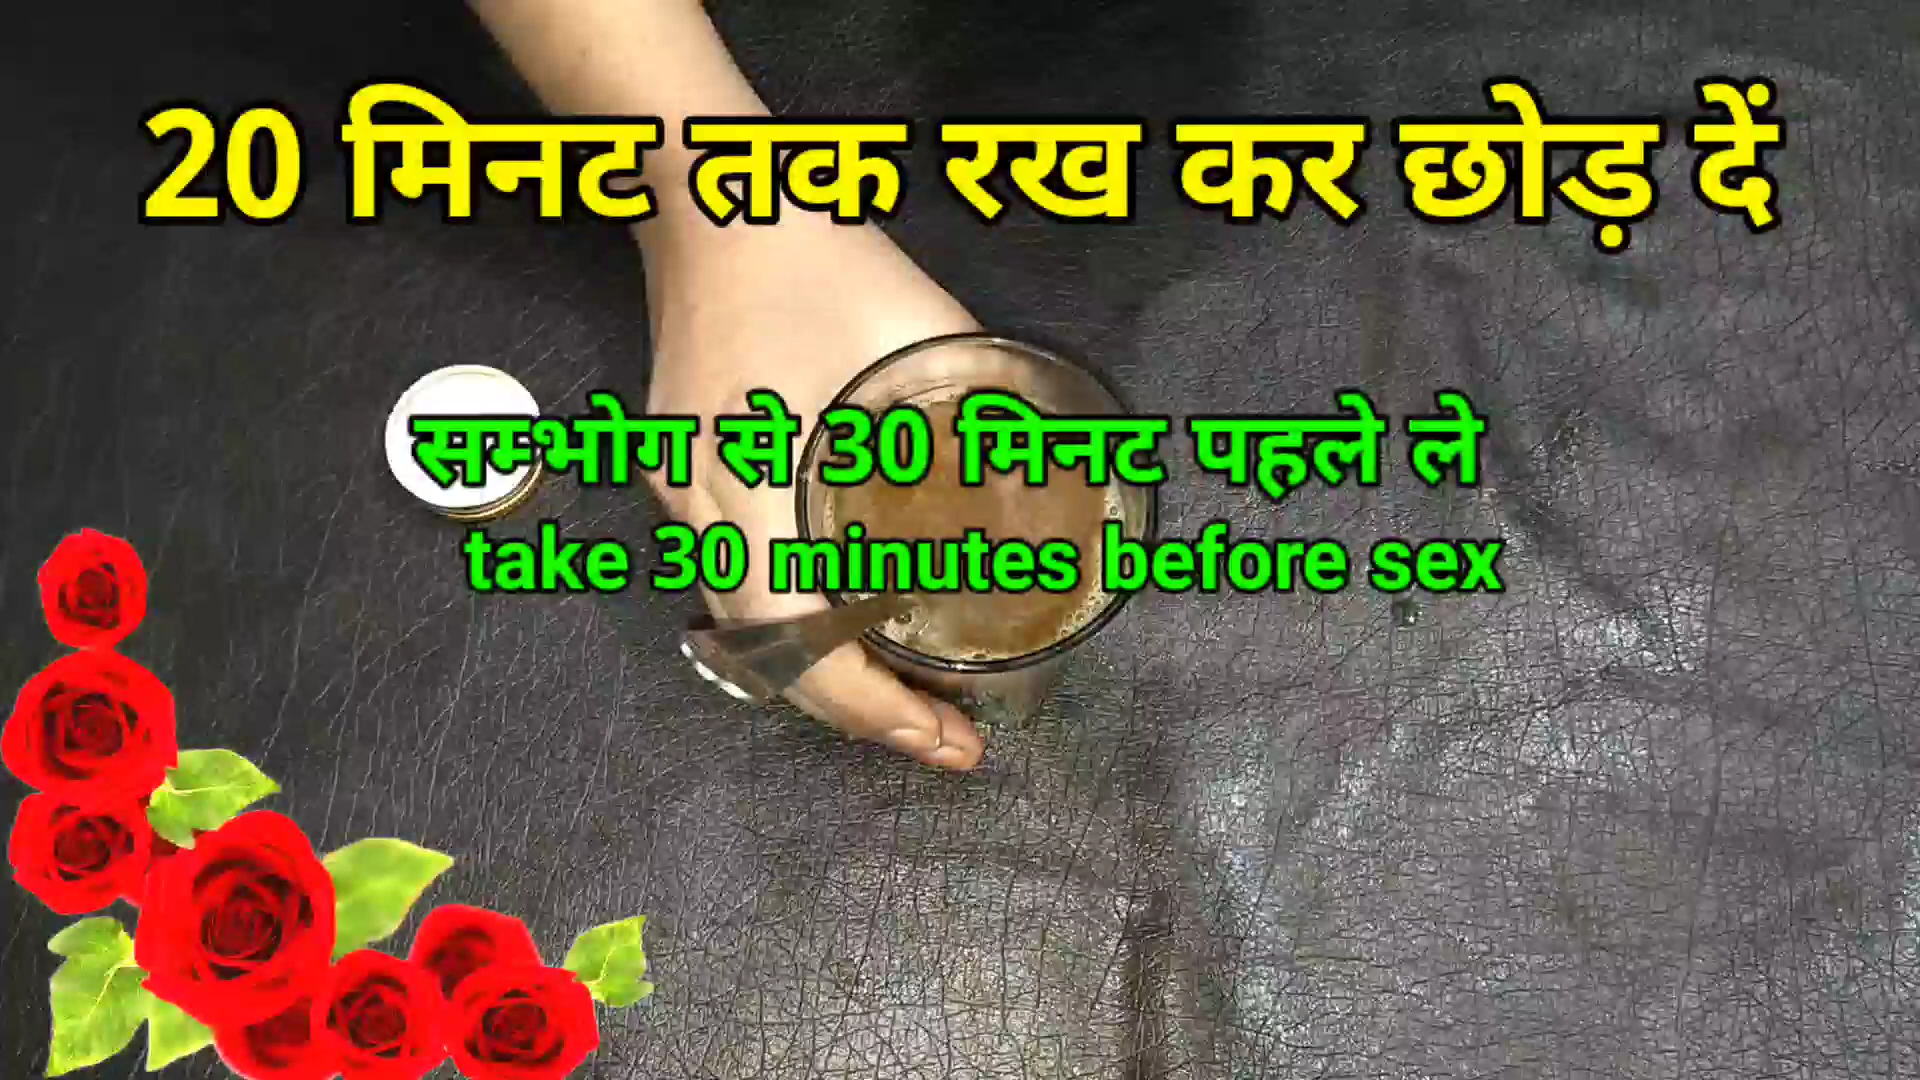 20 मिनट तक रख कर छोड़ दें
सम्भोग से 30 मिनट पहले ले
take 30 minutes before sex